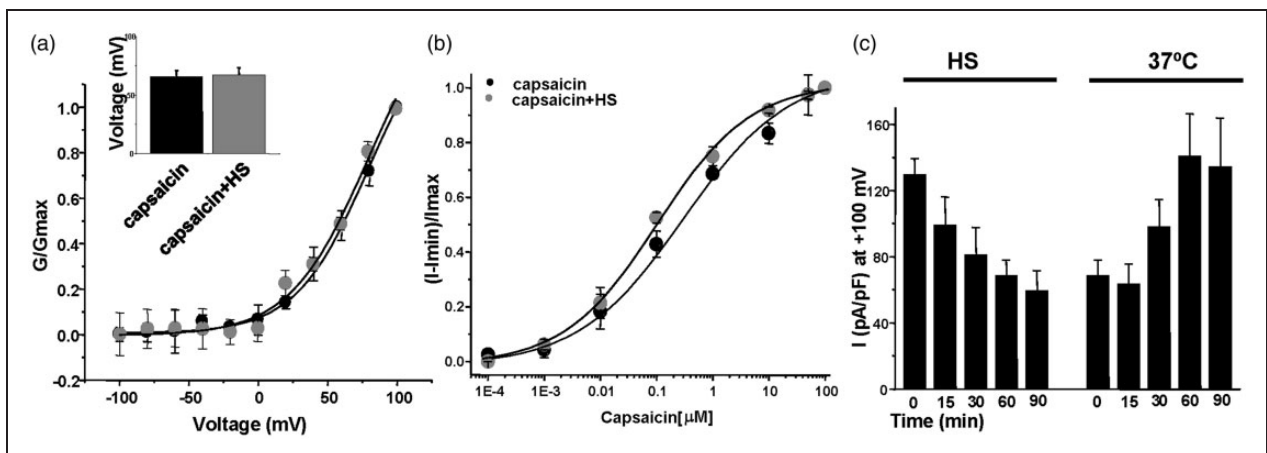 (a)
Voltage (mV)
100
50
0
capsaicin
capsaicin+HS
G/Gmax
1.0
0.8
0.6
0.4
0.2
0.0
-0.2
-100 -50 0 50 100
Voltage (mV)
(b)
capsaicin
capsaicin+HS
(I-Imin)/Imax
1.0
0.8
0.6
0.4
0.2
0.0
1E-4 1E-3 0.01 0.1 1 10 100
Capsaicin[µM]
(c)
HS 37ºC
I (pA/pF) at +100 mV
160
120
80
40
0
0 15 30 60 90 0 15 30 60 90
Time (min)